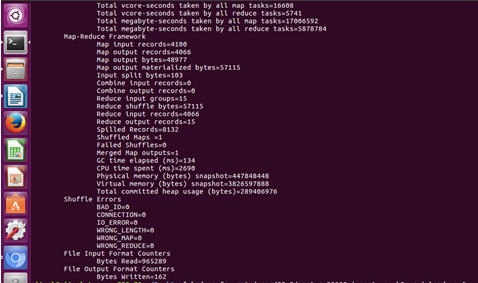 Total vcore-seconds taken by all map tasks=16608
Total vcore-seconds taken by all reduce tasks=5741
Total megabyte-seconds taken by all map tasks=17006592
Total megabyte-seconds taken by all reduce tasks=5878784
Map-Reduce Framework
Map input records=4100
Map output records=4066
Map output bytes=48977
Map output materialized bytes=57115
Input split bytes=103
Combine input records=0
Combine output records=0
Reduce input groups=15
Reduce shuffle bytes=57115
Reduce input records=4066
Reduce output records=15
Spilled Records=8132
Shuffled Maps =1
Failed Shuffles=0
Merged Map outputs=1
GC time elapsed (ms)=134
CPU time spent (ms)=2690
Physical memory (bytes) snapshot=447848448
Virtual memory (bytes) snapshot=3826597888
Total committed heap usage (bytes)=289406976
Shuffle Errors
BAD_ID=0
CONNECTION=0
IO_ERROR=0
WRONG_LENGTH=0
WRONG_MAP=0
WRONG_REDUCE=0
File Input Format Counters
Bytes Read=965289
File Output Format Counters
Bytes Written=162